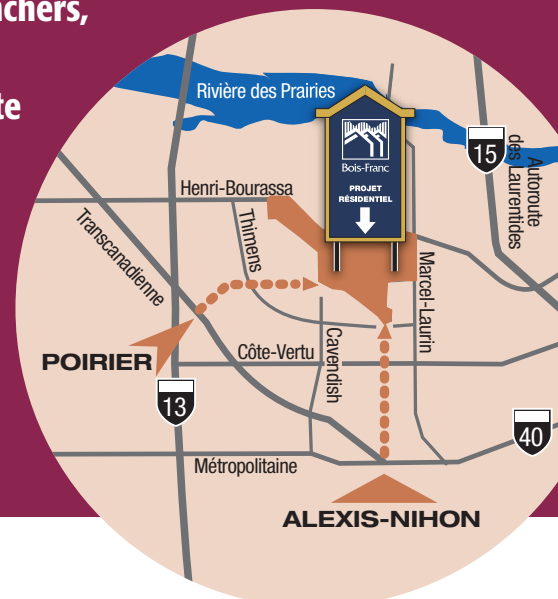 achers,
te
Rivière des Prairies
Bois-Franc
PROJET
RÉSIDENTIEL
15
Autoroute
des Laurentides
Henri-Bourassa
Transcanadienne
Thimens
Marcel-Laurin
POIRIER
Côte-Vertu
Cavendish
13
40
Métropolitaine
ALEXIS-NIHON